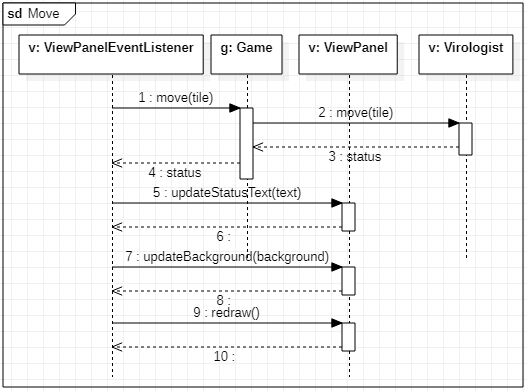 sd Move
v: ViewPanelEventListener
g: Game
v: ViewPanel
v: Virologist
1 : move(tile)
2 : move(tile)
3 : status
4 : status
5 : updateStatusText(text)
6 :
7 : updateBackground(background)
8 :
9 : redraw()
10 :